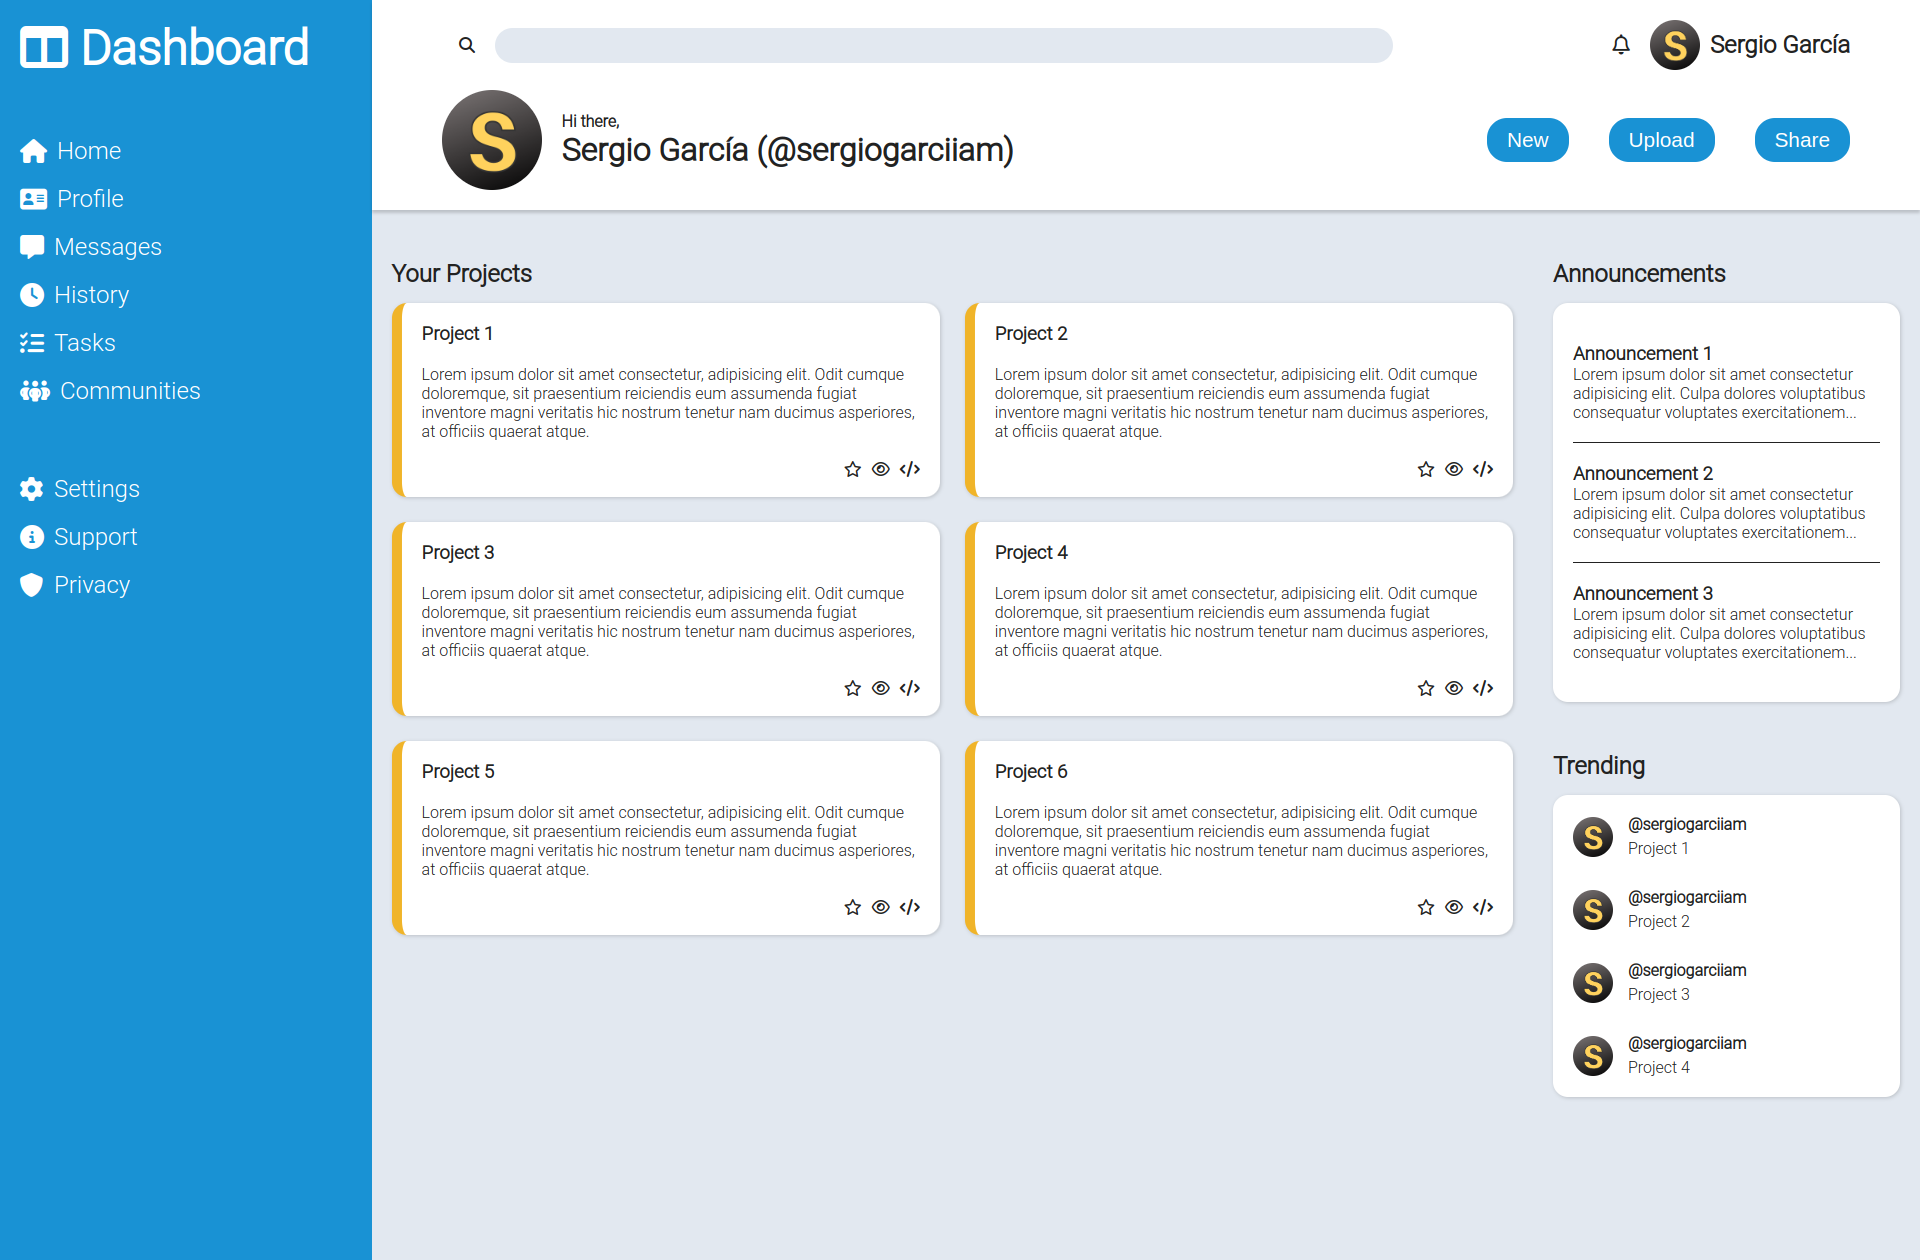 Dashboard
Home
Profile
Messages
History
Tasks
Communities
Settings
Support
Privacy
S Sergio García
S
Hi there,
Sergio García (@sergiogarciiam)
New Upload Share
Your Projects
Project 1
Lorem ipsum dolor sit amet consectetur, adipisicing elit. Odit cumque
doloremque, sit praesentium reiciendis eum assumenda fugiat
inventore magni veritatis hic nostrum tenetur nam ducimus asperiores,
at officiis quaerat atque.
Project 2
Lorem ipsum dolor sit amet consectetur, adipisicing elit. Odit cumque
doloremque, sit praesentium reiciendis eum assumenda fugiat
inventore magni veritatis hic nostrum tenetur nam ducimus asperiores,
at officiis quaerat atque.
Project 3
Lorem ipsum dolor sit amet consectetur, adipisicing elit. Odit cumque
doloremque, sit praesentium reiciendis eum assumenda fugiat
inventore magni veritatis hic nostrum tenetur nam ducimus asperiores,
at officiis quaerat atque.
Project 4
Lorem ipsum dolor sit amet consectetur, adipisicing elit. Odit cumque
doloremque, sit praesentium reiciendis eum assumenda fugiat
inventore magni veritatis hic nostrum tenetur nam ducimus asperiores,
at officiis quaerat atque.
Project 5
Lorem ipsum dolor sit amet consectetur, adipisicing elit. Odit cumque
doloremque, sit praesentium reiciendis eum assumenda fugiat
inventore magni veritatis hic nostrum tenetur nam ducimus asperiores,
at officiis quaerat atque.
Project 6
Lorem ipsum dolor sit amet consectetur, adipisicing elit. Odit cumque
doloremque, sit praesentium reiciendis eum assumenda fugiat
inventore magni veritatis hic nostrum tenetur nam ducimus asperiores,
at officiis quaerat atque.
Announcements
Announcement 1
Lorem ipsum dolor sit amet consectetur
adipisicing elit. Culpa dolores voluptatibus
consequatur voluptates exercitationem...
Announcement 2
Lorem ipsum dolor sit amet consectetur
adipisicing elit. Culpa dolores voluptatibus
consequatur voluptates exercitationem...
Announcement 3
Lorem ipsum dolor sit amet consectetur
adipisicing elit. Culpa dolores voluptatibus
consequatur voluptates exercitationem...
Trending
S
@sergiogarciiam
Project 1
S
@sergiogarciiam
Project 2
S
@sergiogarciiam
Project 3
S
@sergiogarciiam
Project 4